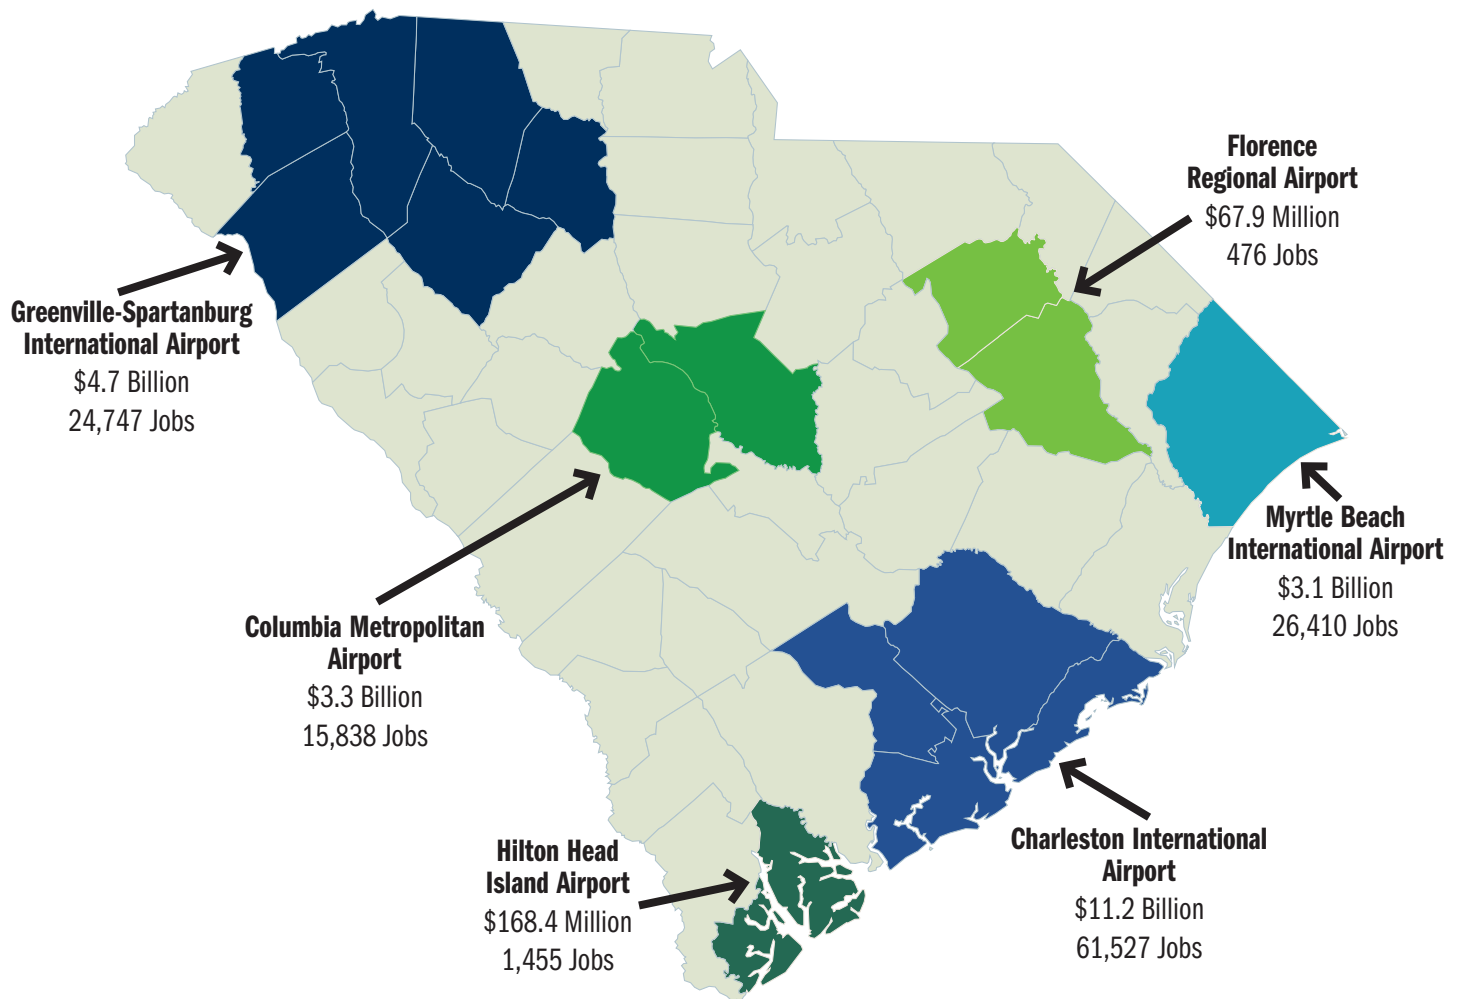 Florence
Regional Airport
$67.9 Million
476 Jobs
Greenville-Spartanburg
International Airport
$4.7 Billion
24,747 Jobs
Myrtle Beach
International Airport
$3.1 Billion
26,410 Jobs
Columbia Metropolitan
Airport
$3.3 Billion
15,838 Jobs
Charleston International
Airport
$11.2 Billion
61,527 Jobs
Hilton Head
Island Airport
$168.4 Million
1,455 Jobs